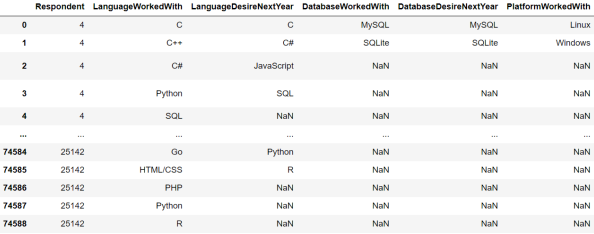 Respondent LanguageWorkedWith LanguageDesireNextYear DatabaseWorkedWith DatabaseDesireNextYear PlatformWorkedWith
0 4 C C MySQL MySQL Linux
1 4 C++ C# SQLite SQLite Windows
2 4 C# JavaScript NaN NaN NaN
3 4 Python SQL NaN NaN NaN
4 4 SQL NaN NaN NaN NaN
... ... ... ... ... ... ...
74584 25142 Go Python NaN NaN NaN
74585 25142 HTML/CSS R NaN NaN NaN
74586 25142 PHP NaN NaN NaN NaN
74587 25142 Python NaN NaN NaN NaN
74588 25142 R NaN NaN NaN NaN